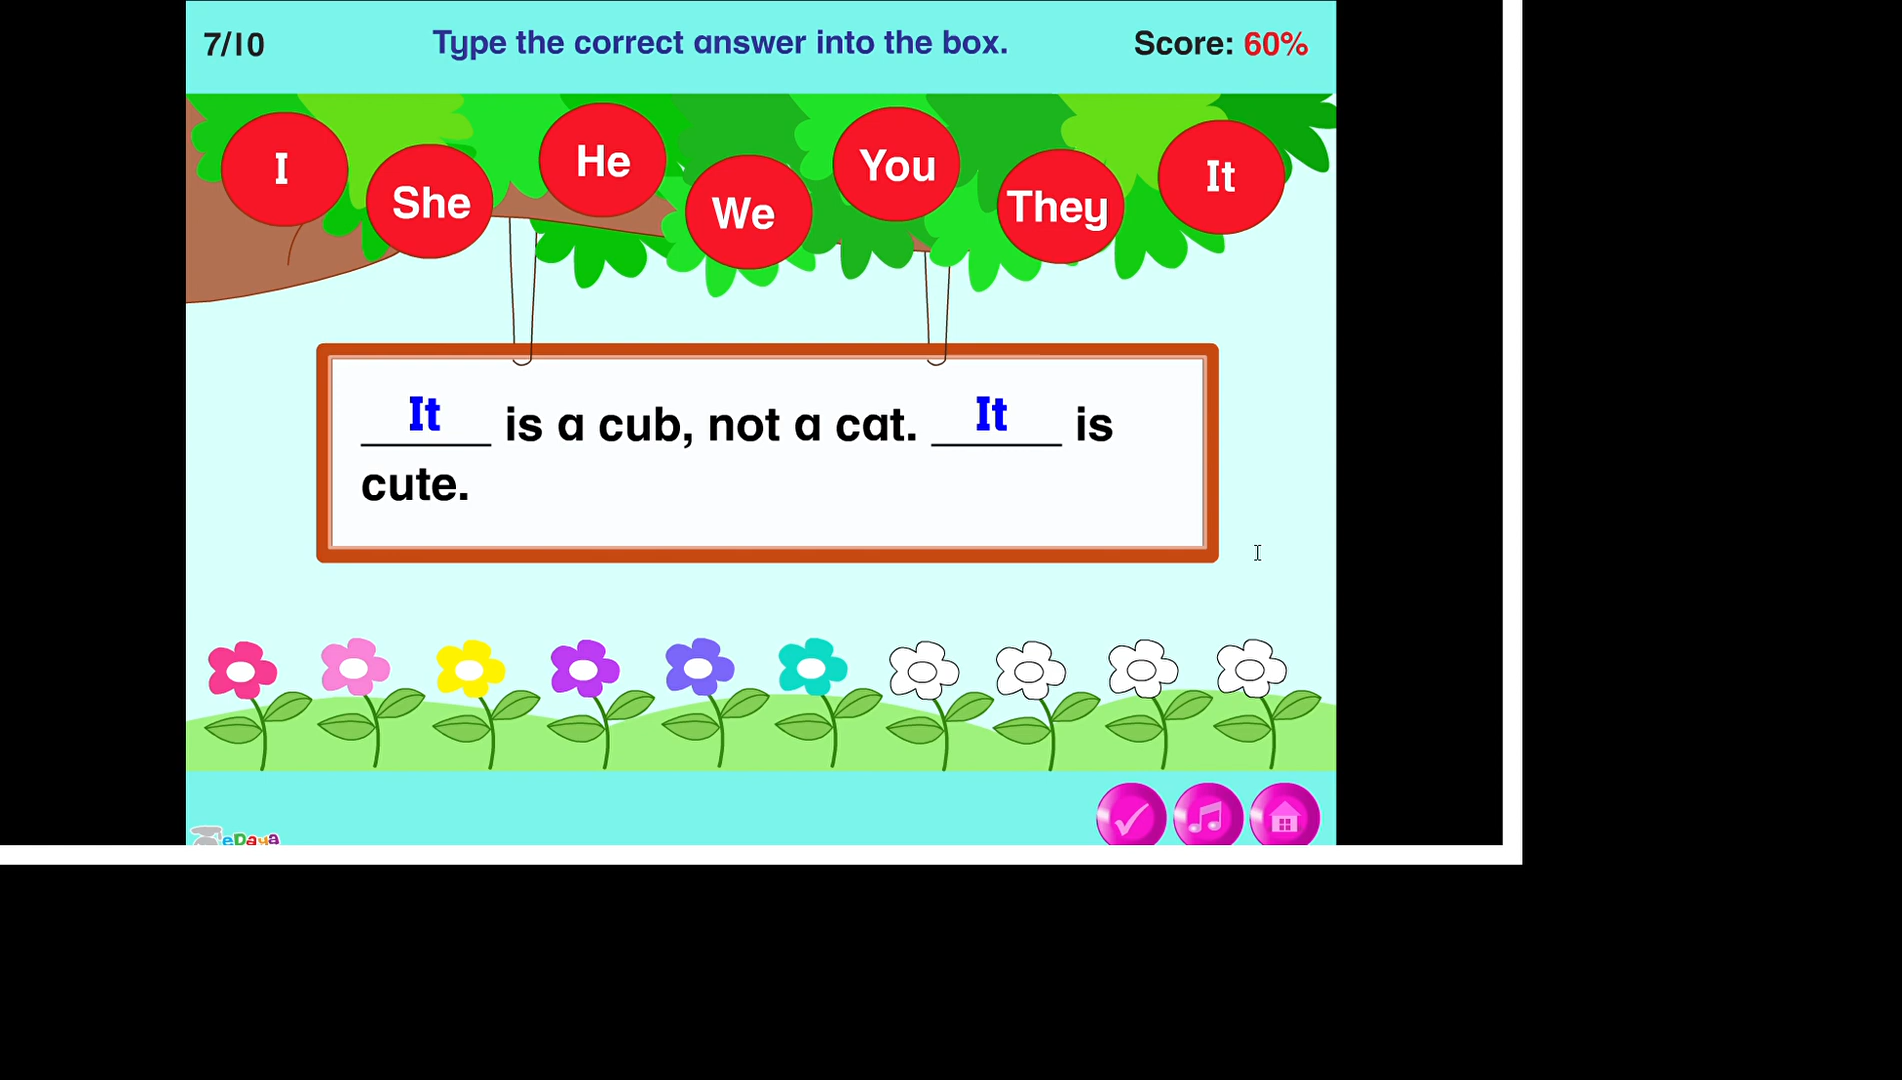 7/10 Type the correct answer into the box. Score: 60%
I She He We You They It
It is a cub, not a cat. It is
cute.
eDaya